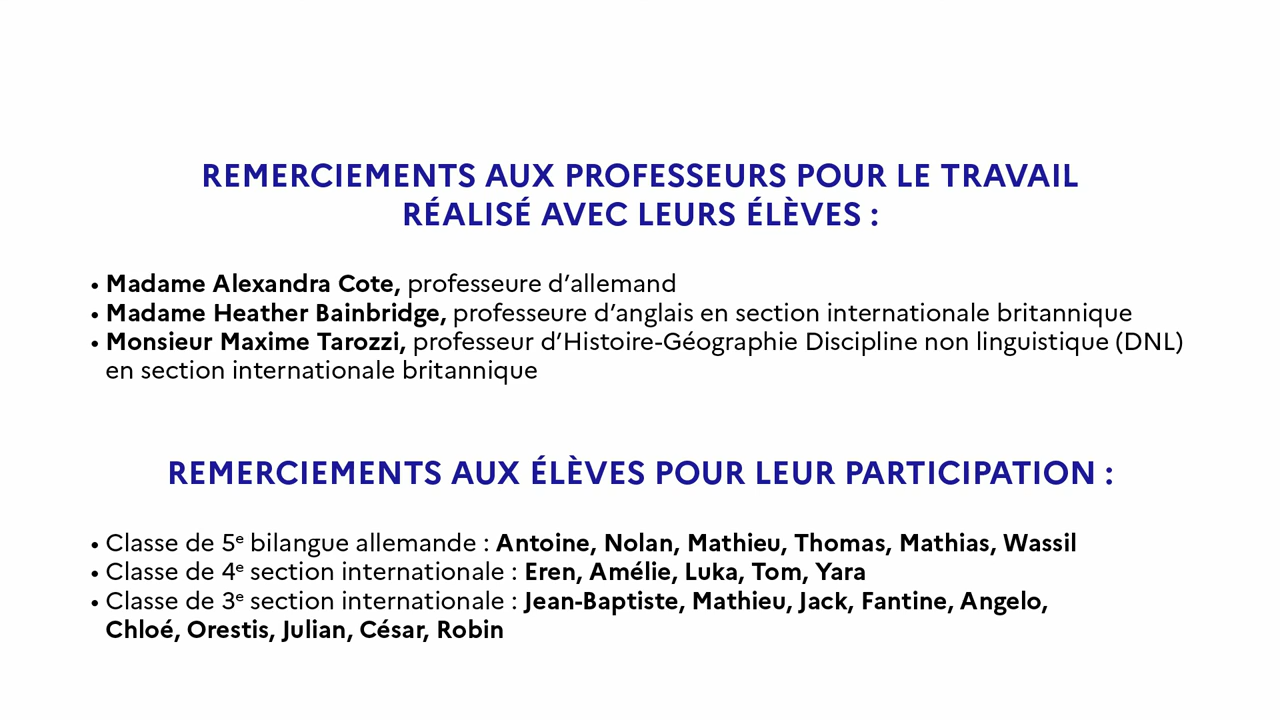 REMERCIEMENTS AUX PROFESSEURS POUR LE TRAVAIL
RÉALISÉ AVEC LEURS ÉLÈVES :
• Madame Alexandra Cote, professeure d’allemand
• Madame Heather Bainbridge, professeure d’anglais en section internationale britannique
• Monsieur Maxime Tarozzi, professeur d’Histoire-Géographie Discipline non linguistique (DNL)
en section internationale britannique
REMERCIEMENTS AUX ÉLÈVES POUR LEUR PARTICIPATION :
• Classe de 5ᵉ bilangue allemande : Antoine, Nolan, Mathieu, Thomas, Mathias, Wassil
• Classe de 4ᵉ section internationale : Eren, Amélie, Luka, Tom, Yara
• Classe de 3ᵉ section internationale : Jean-Baptiste, Mathieu, Jack, Fantine, Angelo,
Chloé, Orestis, Julian, César, Robin